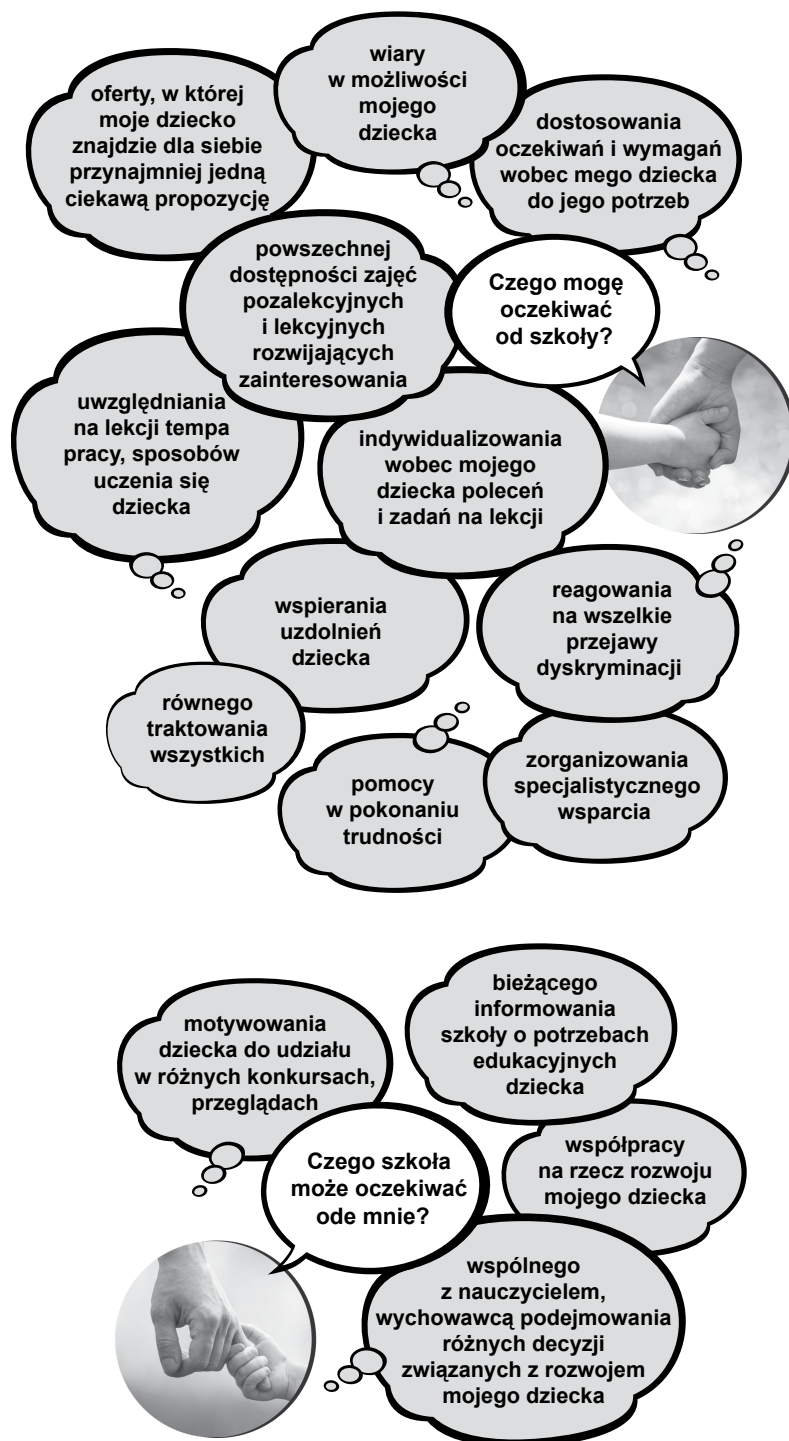 wiary
w możliwości
mojego
dziecka
oferty, w której
moje dziecko
znajdzie dla siebie
przynajmniej jedną
ciekawą propozycję
dostosowania
oczekiwań i wymagań
wobec mego dziecka
do jego potrzeb
powszechnej
dostępności zajęć
pozalekcyjnych
i lekcyjnych
rozwijających
zainteresowania
Czego mogę
oczekiwać
od szkoły?
uwzględniania
na lekcji tempa
pracy, sposobów
uczenia się
dziecka
indywidualizowania
wobec mojego
dziecka poleceń
i zadań na lekcji
wspierania
uzdolnień
dziecka
reagowania
na wszelkie
przejawy
dyskryminacji
równego
traktowania
wszystkich
pomocy
w pokonaniu
trudności
zorganizowania
specjalistycznego
wsparcia
motywowania
dziecka do udziału
w różnych konkursach,
przeglądach
bieżącego
informowania
szkoły o potrzebach
edukacyjnych
dziecka
Czego szkoła
może oczekiwać
ode mnie?
współpracy
na rzecz rozwoju
mojego dziecka
wspólnego
z nauczycielem,
wychowawcą podejmowania
różnych decyzji
związanych z rozwojem
mojego dziecka